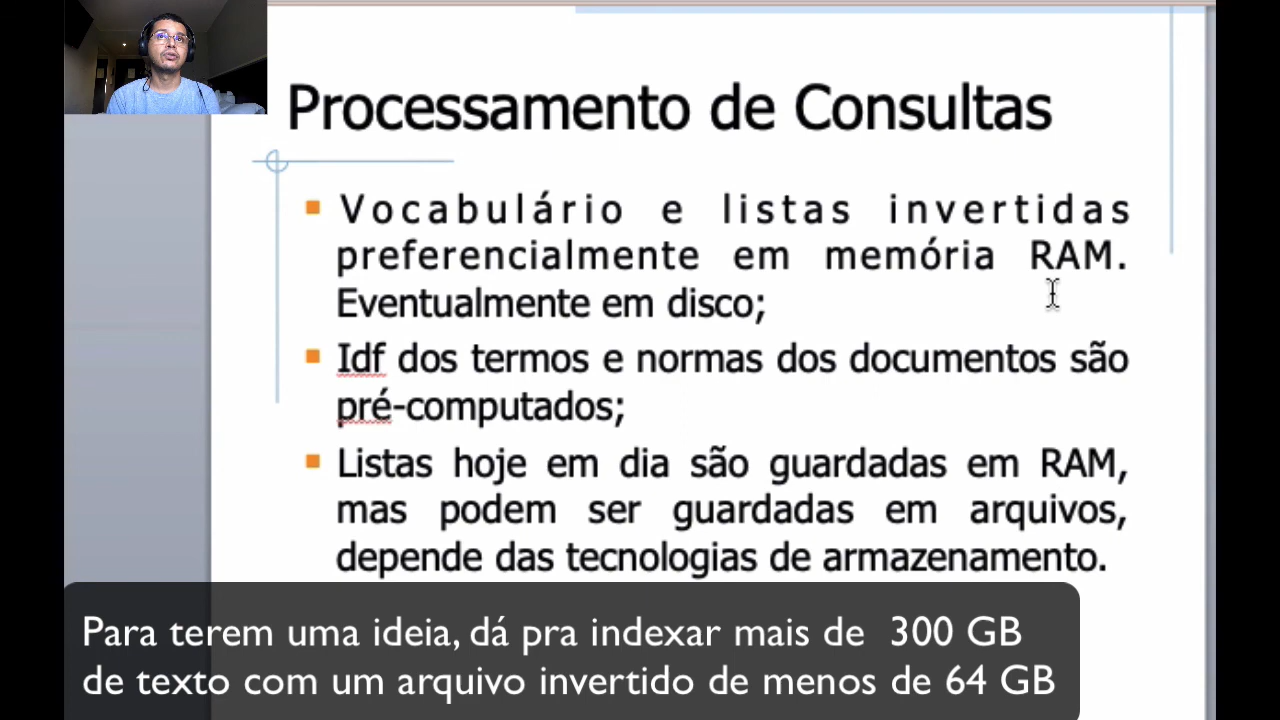 Processamento de Consultas
Vocabulário e listas invertidas
preferencialmente em memória RAM.
Eventualmente em disco;
Idf dos termos e normas dos documentos são
pré-computados;
Listas hoje em dia são guardadas em RAM,
mas podem ser guardadas em arquivos,
depende das tecnologias de armazenamento.
Para terem uma ideia, dá pra indexar mais de 300 GB
de texto com um arquivo invertido de menos de 64 GB